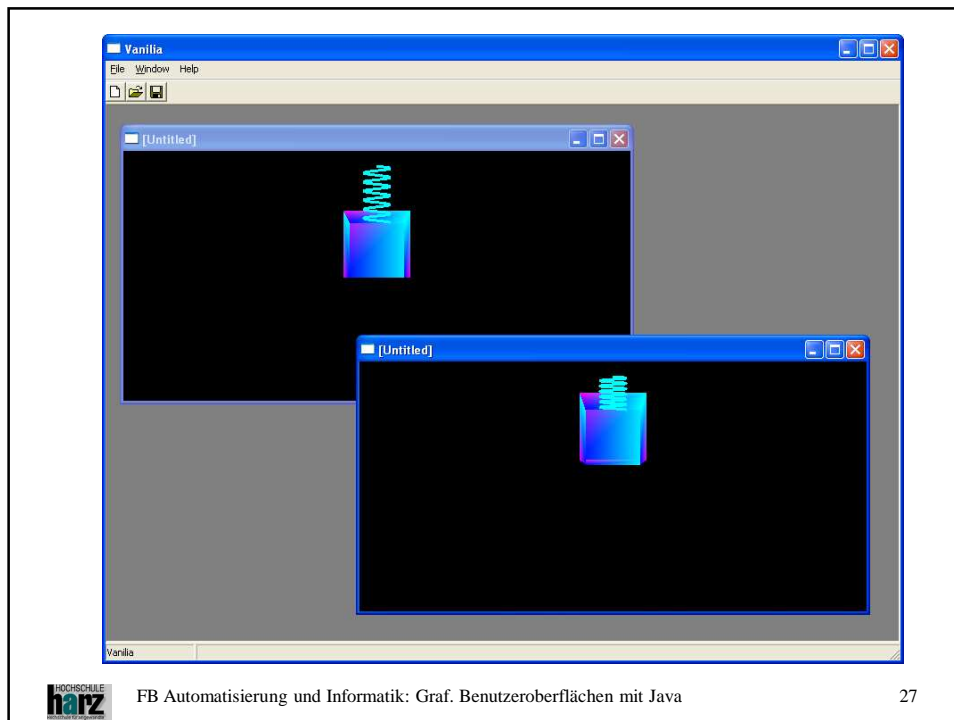 Vanilia
File Window Help
[Untitled]
[Untitled]
Vanilia
HOCHSCHULE
harz
FB Automatisierung und Informatik: Graf. Benutzeroberflächen mit Java 27